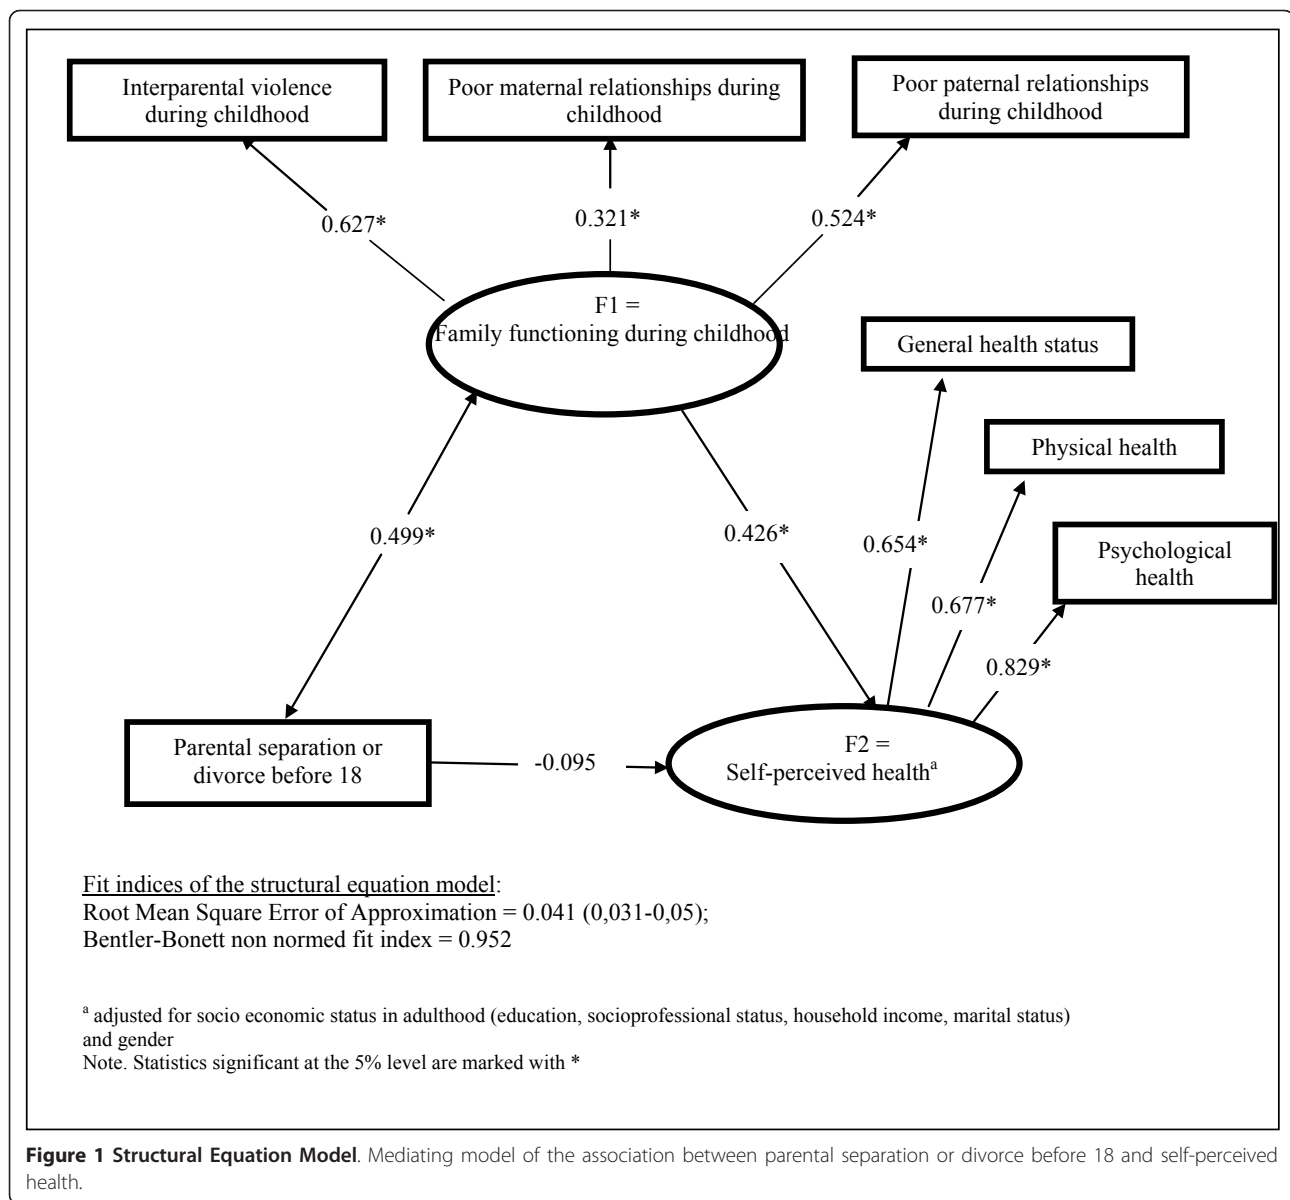 Interparental violence
during childhood
Poor maternal relationships during
childhood
Poor paternal relationships
during childhood
0.627*
0.321*
0.524*
F1 =
Family functioning during childhood
General health status
Physical health
Psychological
health
0.499*
0.426*
0.654*
0.677*
0.829*
Parental separation or
divorce before 18
-0.095
F2 =
Self-perceived healthᵃ
Fit indices of the structural equation model:
Root Mean Square Error of Approximation = 0.041 (0,031-0,05);
Bentler-Bonett non normed fit index = 0.952
ᵃ adjusted for socio economic status in adulthood (education, socioprofessional status, household income, marital status)
and gender
Note. Statistics significant at the 5% level are marked with *
Figure 1 Structural Equation Model. Mediating model of the association between parental separation or divorce before 18 and self-perceived
health.